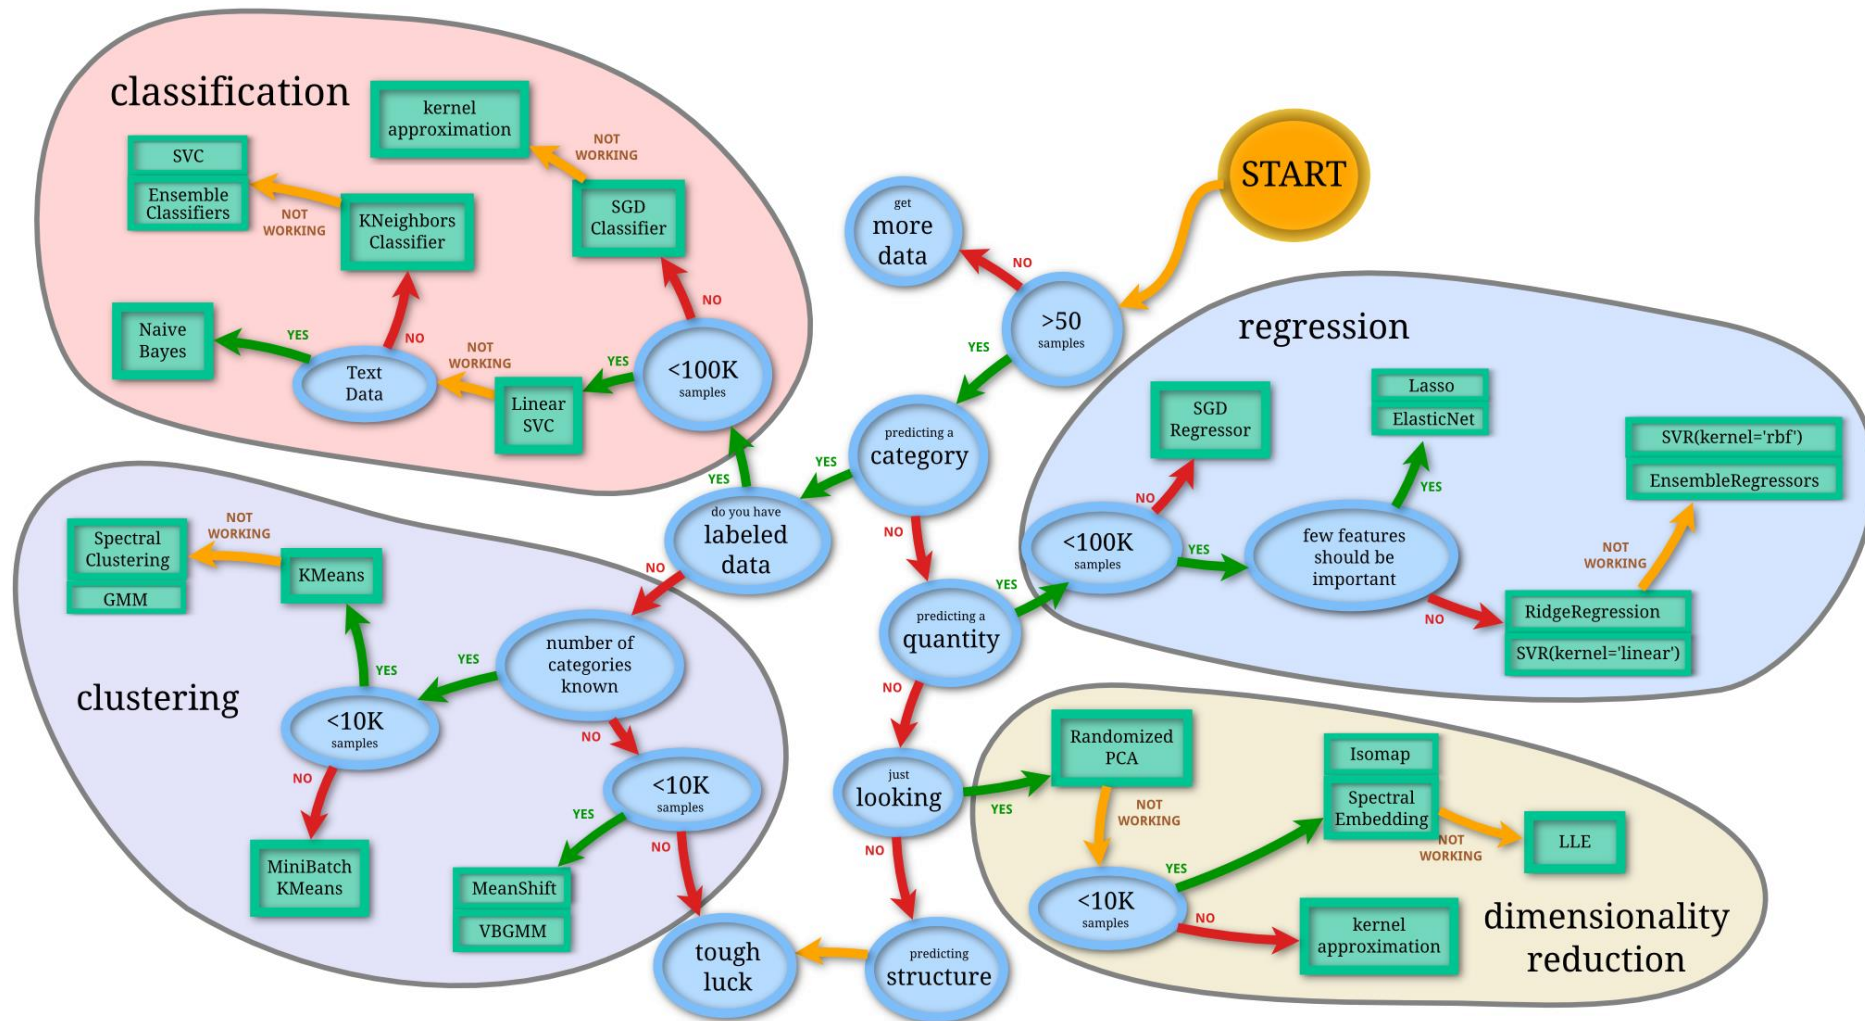 classification
kernel
approximation
NOT
WORKING
SVC
Ensemble
Classifiers
NOT
WORKING
KNeighbors
Classifier
SGD
Classifier
NO
Naive
Bayes
YES
NO
Text
Data
NOT
WORKING
Linear
SVC
YES
<100K
samples
START
get
more
data
NO
>50
samples
YES
predicting a
category
YES
YES
do you have
labeled
data
NO
NO
predicting a
quantity
YES
NO
just
looking
YES
NO
predicting
structure
tough
luck
regression
SGD
Regressor
Lasso
ElasticNet
SVR(kernel='rbf')
EnsembleRegressors
NO
YES
<100K
samples
YES
few features
should be
important
NOT
WORKING
NO
RidgeRegression
SVR(kernel='linear')
clustering
Spectral
Clustering
GMM
NOT
WORKING
KMeans
YES
YES
number of
categories
known
<10K
samples
NO
NO
<10K
samples
YES
NO
MiniBatch
KMeans
MeanShift
VBGMM
Randomized
PCA
NOT
WORKING
Isomap
Spectral
Embedding
NOT
WORKING
LLE
YES
<10K
samples
NO
kernel
approximation
dimensionality
reduction